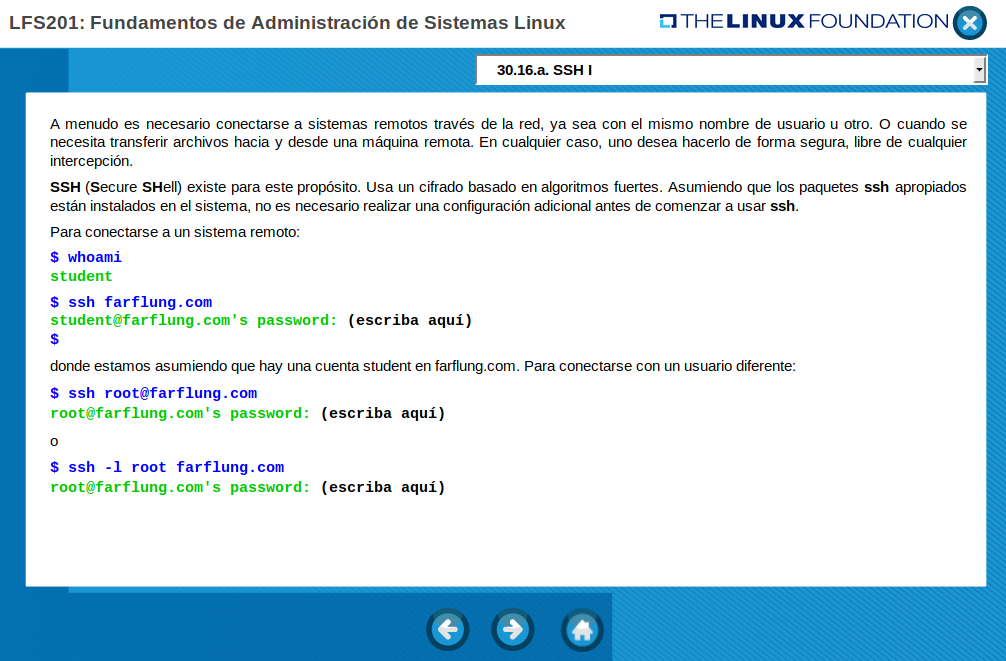 LFS201: Fundamentos de Administración de Sistemas Linux
THE LINUX FOUNDATION
30.16.a. SSH I
A menudo es necesario conectarse a sistemas remotos través de la red, ya sea con el mismo nombre de usuario u otro. O cuando se
necesita transferir archivos hacia y desde una máquina remota. En cualquier caso, uno desea hacerlo de forma segura, libre de cualquier
intercepción.
SSH (Secure SHell) existe para este propósito. Usa un cifrado basado en algoritmos fuertes. Asumiendo que los paquetes ssh apropiados
están instalados en el sistema, no es necesario realizar una configuración adicional antes de comenzar a usar ssh.
Para conectarse a un sistema remoto:
$ whoami
student
$ ssh farflung.com
student@farflung.com's password: (escriba aquí)
$
donde estamos asumiendo que hay una cuenta student en farflung.com. Para conectarse con un usuario diferente:
$ ssh root@farflung.com
root@farflung.com's password: (escriba aquí)
o
$ ssh -l root farflung.com
root@farflung.com's password: (escriba aquí)